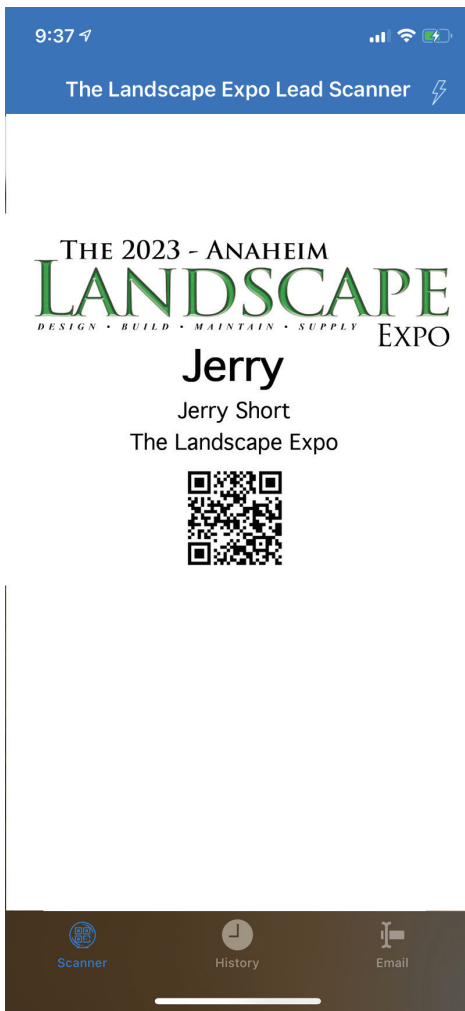 9:37
The Landscape Expo Lead Scanner
THE 2023 - ANAHEIM
LANDSCAPE
DESIGN • BUILD • MAINTAIN • SUPPLY
EXPO
Jerry
Jerry Short
The Landscape Expo
Scanner
History
Email